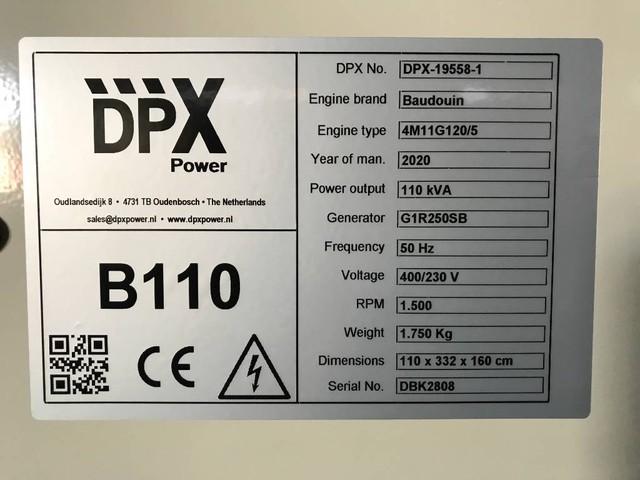 DPX
Power
Oudlandsedijk 8 • 4731 TB Oudenbosch • The Netherlands
sales@dpxpower.nl • www.dpxpower.nl
B110
CE
DPX No. DPX-19558-1
Engine brand Baudouin
Engine type 4M11G120/5
Year of man. 2020
Power output 110 kVA
Generator G1R250SB
Frequency 50 Hz
Voltage 400/230 V
RPM 1.500
Weight 1.750 Kg
Dimensions 110 x 332 x 160 cm
Serial No. DBK2808